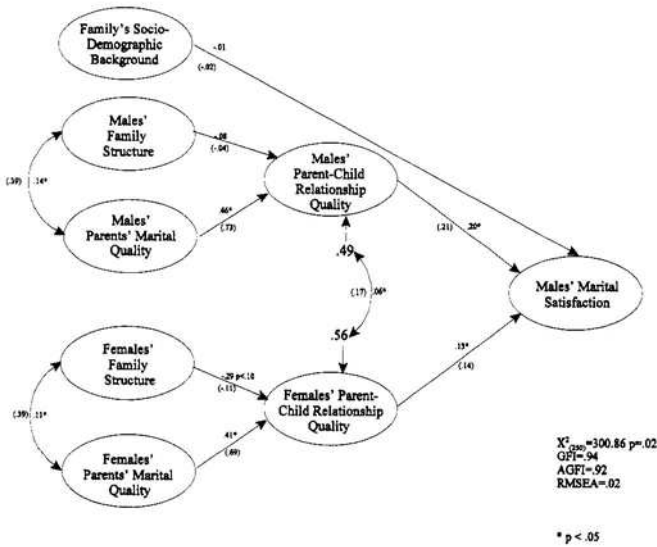 Family's Socio-
Demographic
Background
-.01
(-.02)
Males'
Family
Structure
-.08
(-.04)
(.39) .14*
Males'
Parents' Marital
Quality
.46*
(.73)
Males'
Parent-Child
Relationship
Quality
(.21) .20*
.49
(.17) .06*
.56
Males' Marital
Satisfaction
Females'
Family
Structure
-.29 p<.10
(-.11)
(.39) .11*
Females'
Parents' Marital
Quality
.41*
(.69)
Females' Parent-
Child Relationship
Quality
.13*
(.14)
X²(250)=300.86 p=.02
GFI=.94
AGFI=.92
RMSEA=.02
* p < .05